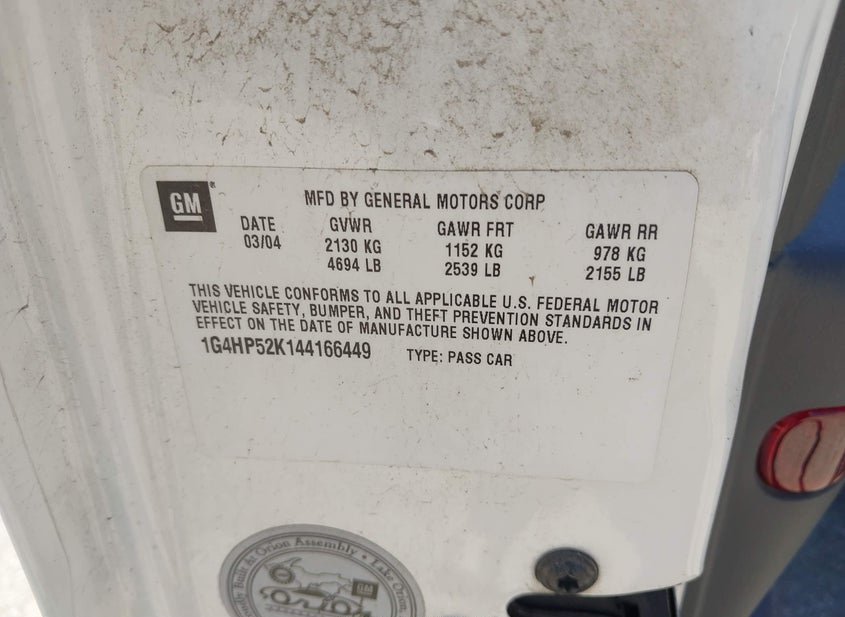 GM
MFD BY GENERAL MOTORS CORP
DATE GVWR GAWR FRT GAWR RR
03/04 2130 KG 1152 KG 978 KG
4694 LB 2539 LB 2155 LB
THIS VEHICLE CONFORMS TO ALL APPLICABLE U.S. FEDERAL MOTOR
VEHICLE SAFETY, BUMPER, AND THEFT PREVENTION STANDARDS IN
EFFECT ON THE DATE OF MANUFACTURE SHOWN ABOVE.
1G4HP52K144166449 TYPE: PASS CAR
Built At Orion Assembly • Lake Orion,
Orion